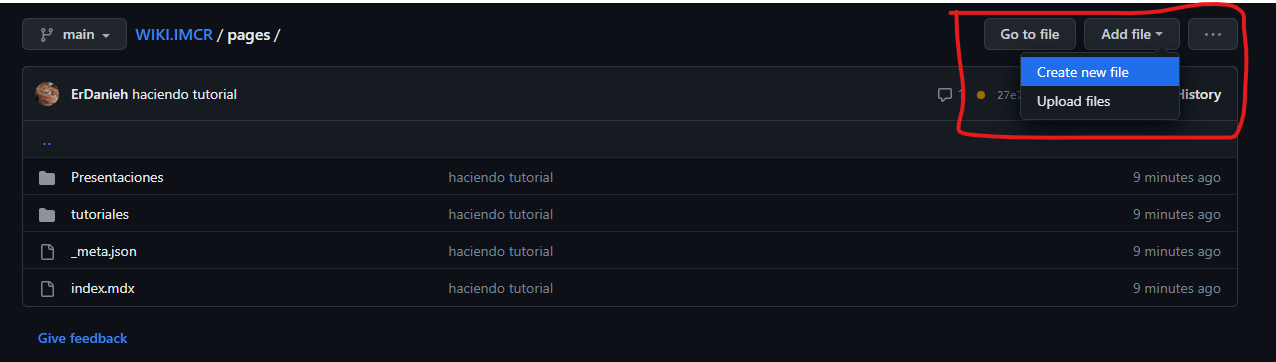 main WIKI.IMCR / pages / Go to file Add file ...
Create new file
ErDanieh haciendo tutorial 27e7 History
Upload files
..
Presentaciones haciendo tutorial 9 minutes ago
tutoriales haciendo tutorial 9 minutes ago
_meta.json haciendo tutorial 9 minutes ago
index.mdx haciendo tutorial 9 minutes ago
Give feedback